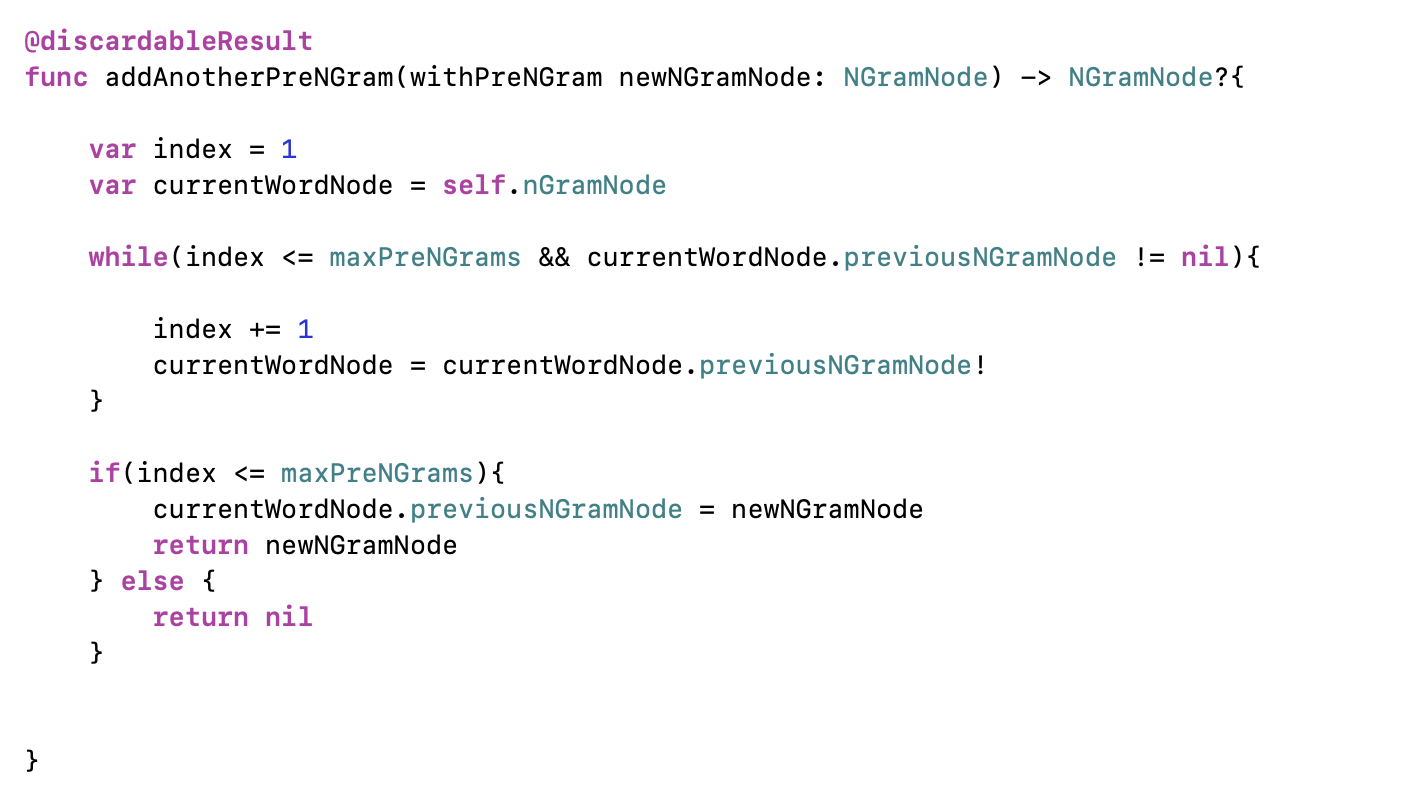 @discardableResult
func addAnotherPreNGram(withPreNGram newNGramNode: NGramNode) -> NGramNode?{
var index = 1
var currentWordNode = self.nGramNode
while(index <= maxPreNGrams && currentWordNode.previousNGramNode != nil){
index += 1
currentWordNode = currentWordNode.previousNGramNode!
}
if(index <= maxPreNGrams){
currentWordNode.previousNGramNode = newNGramNode
return newNGramNode
} else {
return nil
}
}